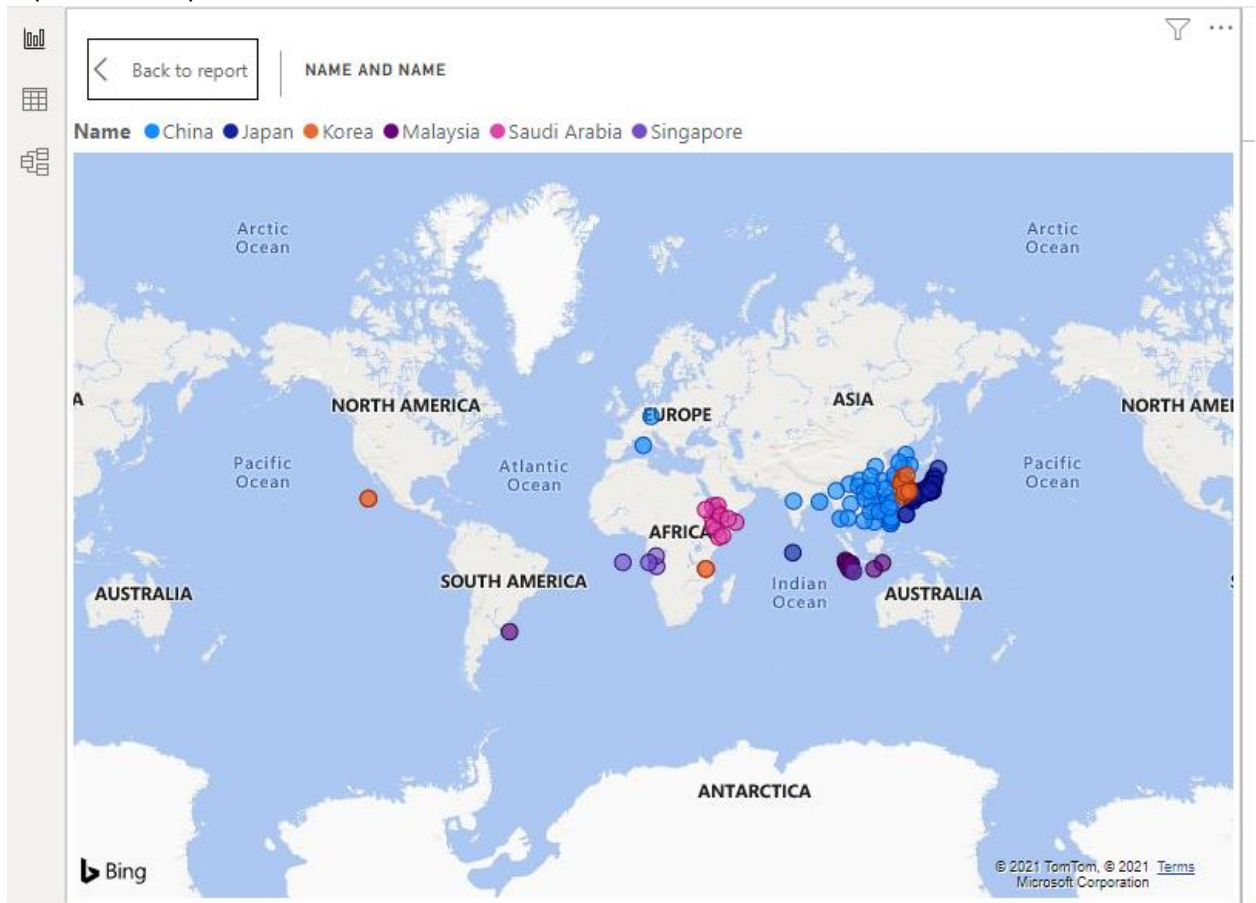 Back to report
NAME AND NAME
Name China Japan Korea Malaysia Saudi Arabia Singapore
Arctic
Ocean
Arctic
Ocean
A
NORTH AMERICA
EUROPE
ASIA
NORTH AMEI
Pacific
Ocean
Atlantic
Ocean
Pacific
Ocean
AFRICA
SOUTH AMERICA
Indian
Ocean
AUSTRALIA
AUSTRALIA
ANTARCTICA
Bing
© 2021 TomTom, © 2021 Terms
Microsoft Corporation